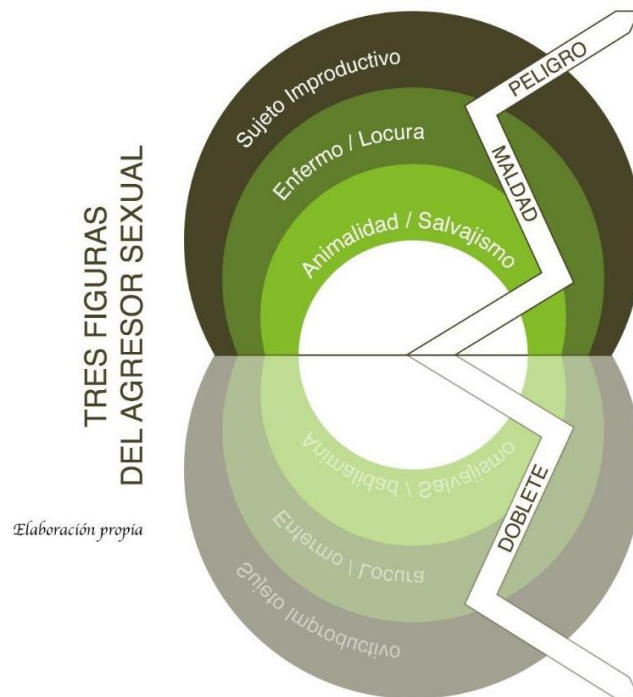 TRES FIGURAS
DEL AGRESOR SEXUAL
Elaboración propia
Sujeto Improductivo
Enfermo / Locura
Animalidad / Salvajismo
PELIGRO
MALDAD
Animalidad / Salvajismo
Enfermo / Locura
Sujeto Improductivo
DOBLETE